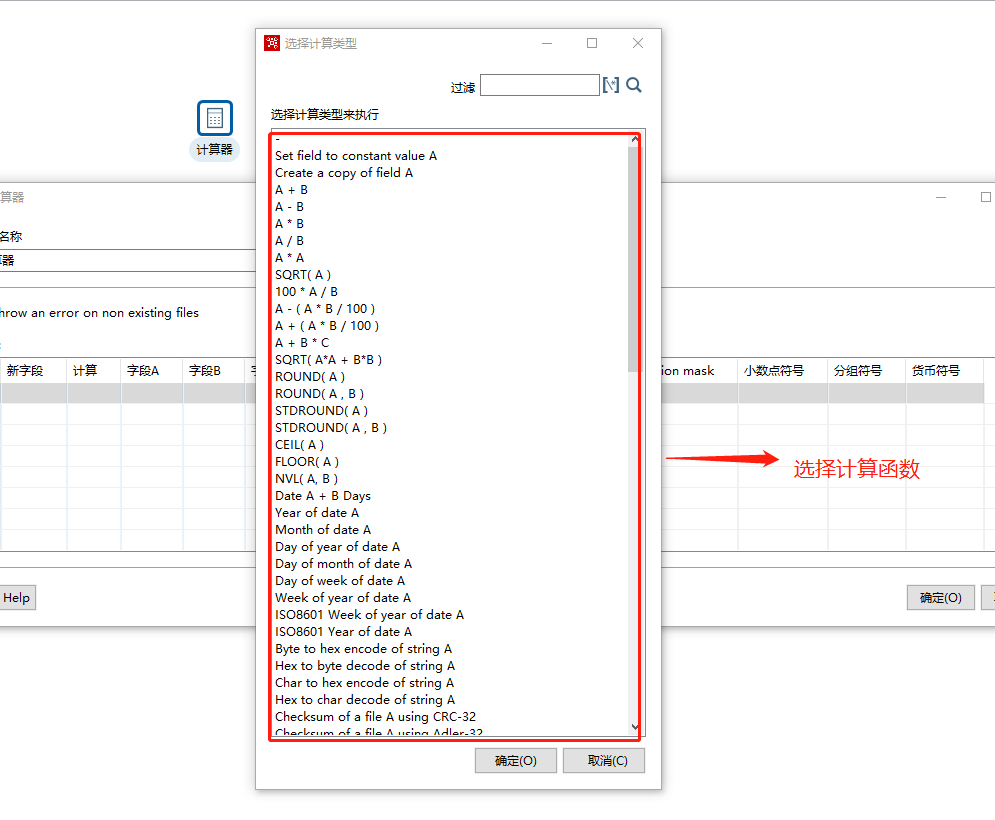 选择计算类型
过滤
选择计算类型来执行
计算器
算器
名称
器
hrow an error on non existing files
新字段 计算 字段A 字段B
ion mask 小数点符号 分组符号 货币符号
-
Set field to constant value A
Create a copy of field A
A + B
A - B
A * B
A / B
A * A
SQRT( A )
100 * A / B
A - ( A * B / 100 )
A + ( A * B / 100 )
A + B * C
SQRT( A*A + B*B )
ROUND( A )
ROUND( A , B )
STDROUND( A )
STDROUND( A , B )
CEIL( A )
FLOOR( A )
NVL( A, B )
Date A + B Days
Year of date A
Month of date A
Day of year of date A
Day of month of date A
Day of week of date A
Week of year of date A
ISO8601 Week of year of date A
ISO8601 Year of date A
Byte to hex encode of string A
Hex to byte decode of string A
Char to hex encode of string A
Hex to char decode of string A
Checksum of a file A using CRC-32
Checksum of a file A using Adler-32
选择计算函数
Help
确定(O)
确定(O) 取消(C)